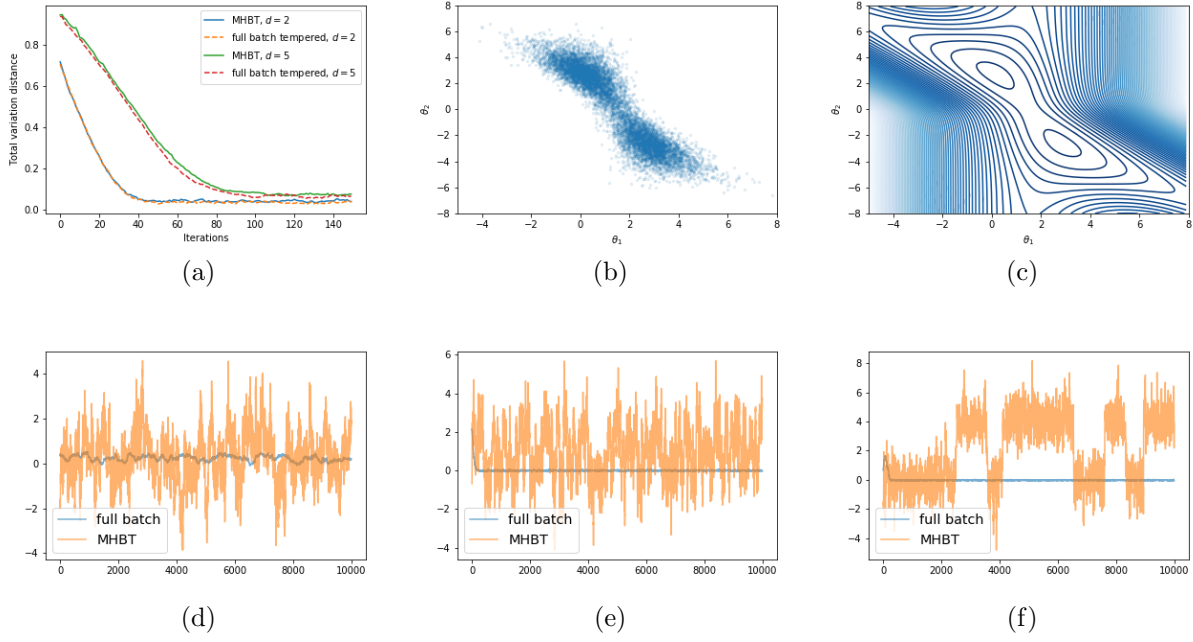 0.8
0.6
0.4
0.2
0.0
Total variation distance
0 20 40 60 80 100 120 140
Iterations
MHBT, d = 2
full batch tempered, d = 2
MHBT, d = 5
full batch tempered, d = 5
(a)
8
6
4
2
0
−2
−4
−6
−8
θ2
−4 −2 0 2 4 6 8
θ1
(b)
8
6
4
2
0
−2
−4
−6
−8
θ2
−4 −2 0 2 4 6 8
θ1
(c)
4
2
0
−2
−4
full batch
MHBT
0 2000 4000 6000 8000 10000
(d)
6
4
2
0
−2
−4
full batch
MHBT
0 2000 4000 6000 8000 10000
(e)
8
6
4
2
0
−2
−4
full batch
MHBT
0 2000 4000 6000 8000 10000
(f)